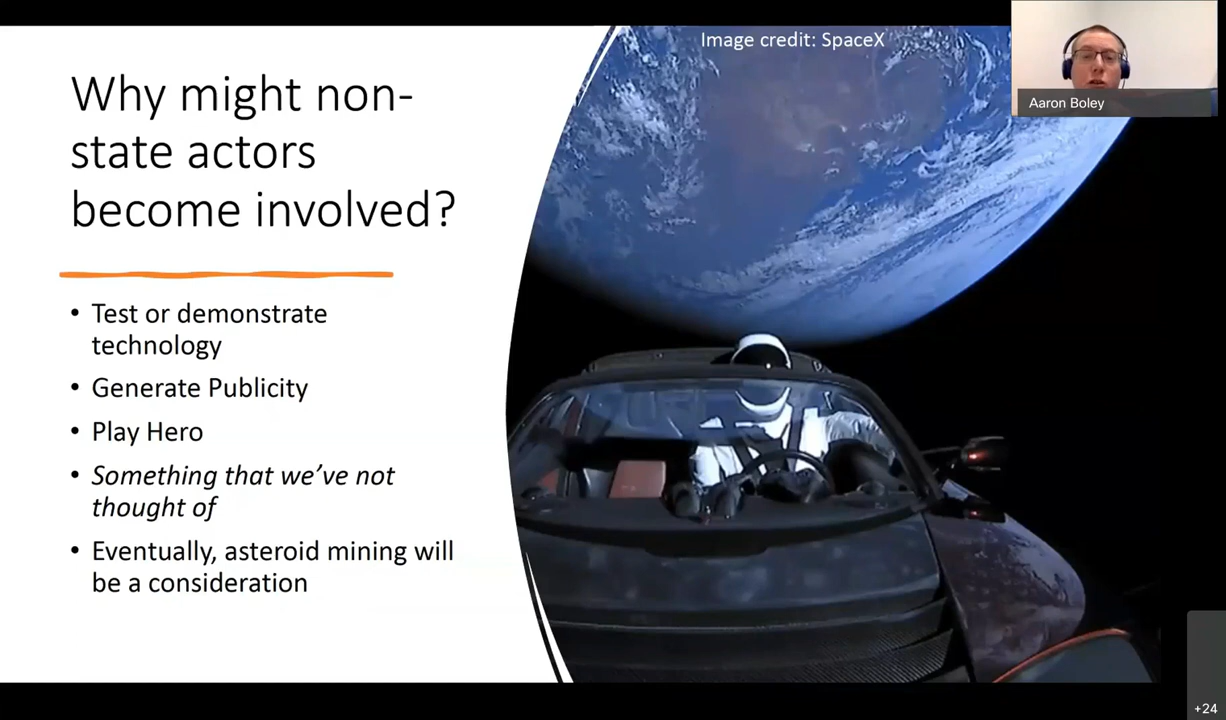 Image credit: SpaceX
Aaron Boley
Why might non-
state actors
become involved?
• Test or demonstrate
technology
• Generate Publicity
• Play Hero
• Something that we’ve not
thought of
• Eventually, asteroid mining will
be a consideration
+24